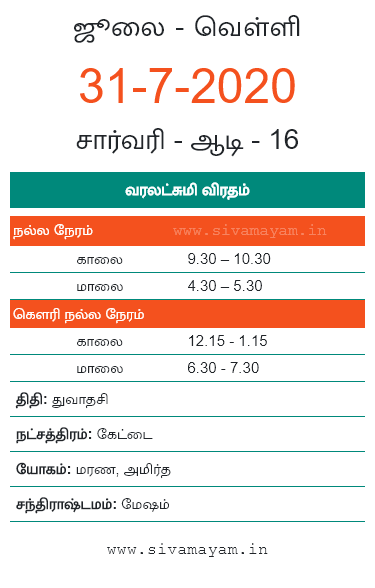 ஜூலை - வெள்ளி
31-7-2020
சார்வரி - ஆடி - 16
வரலட்சுமி விரதம்
நல்ல நேரம் www.sivamayam.in
காலை 9.30 – 10.30
மாலை 4.30 – 5.30
கௌரி நல்ல நேரம்
காலை 12.15 - 1.15
மாலை 6.30 - 7.30
திதி: துவாதசி
நட்சத்திரம்: கேட்டை
யோகம்: மரண, அமிர்த
சந்திராஷ்டமம்: மேஷம்
www.sivamayam.in